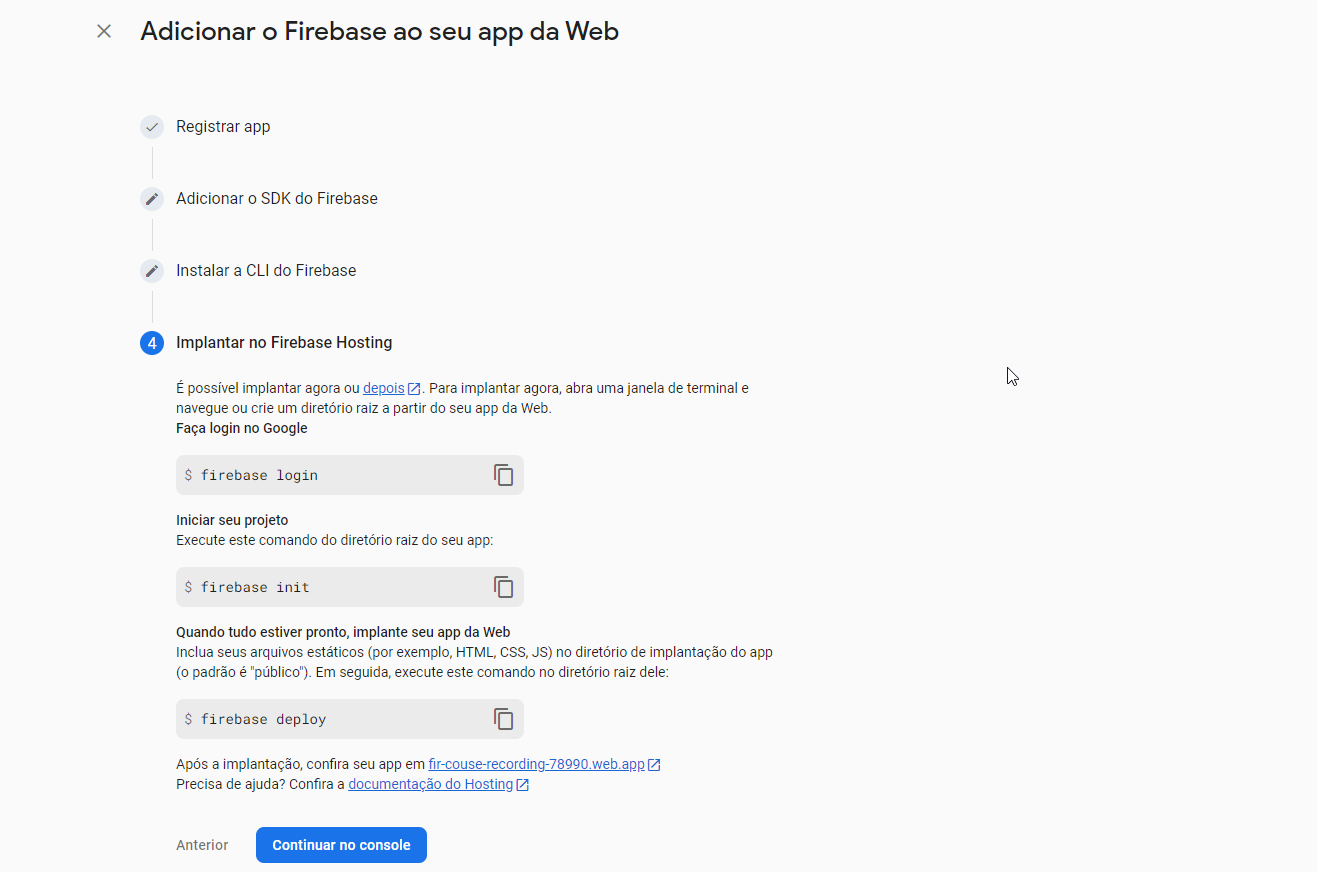 Adicionar o Firebase ao seu app da Web
Registrar app
Adicionar o SDK do Firebase
Instalar a CLI do Firebase
4 Implantar no Firebase Hosting
É possível implantar agora ou depois. Para implantar agora, abra uma janela de terminal e
navegue ou crie um diretório raiz a partir do seu app da Web.
Faça login no Google
$ firebase login
Iniciar seu projeto
Execute este comando do diretório raiz do seu app:
$ firebase init
Quando tudo estiver pronto, implante seu app da Web
Inclua seus arquivos estáticos (por exemplo, HTML, CSS, JS) no diretório de implantação do app
(o padrão é "público"). Em seguida, execute este comando no diretório raiz dele:
$ firebase deploy
Após a implantação, confira seu app em fir-couse-recording-78990.web.app
Precisa de ajuda? Confira a documentação do Hosting
Anterior Continuar no console